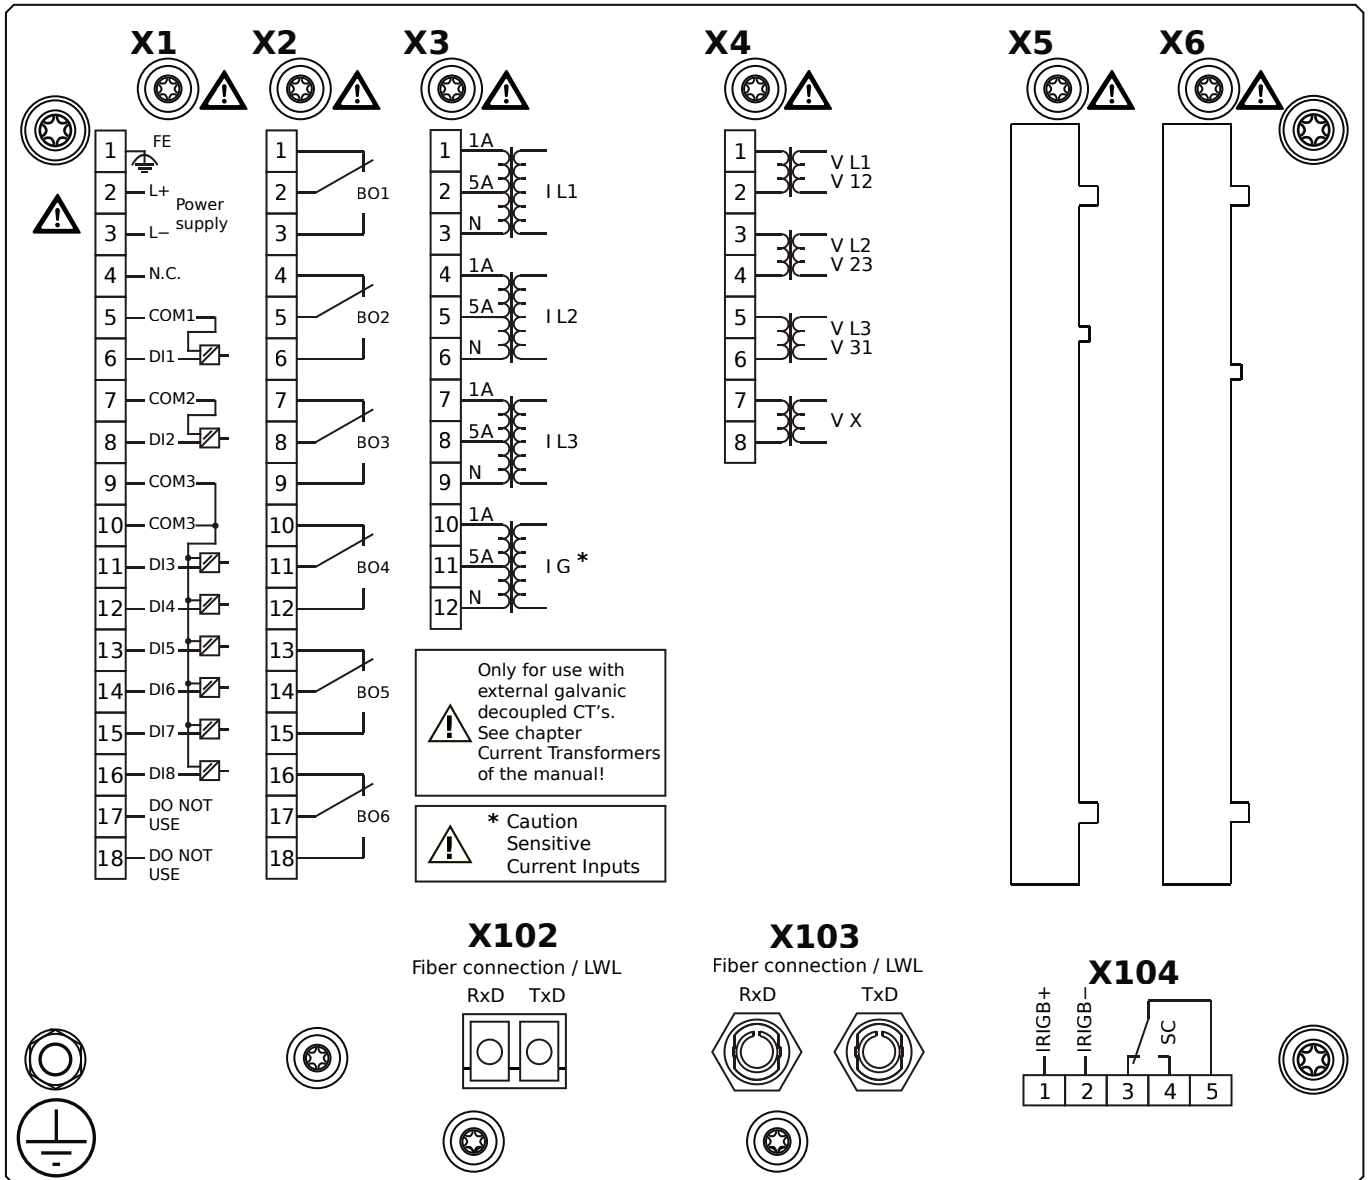 X1
X2
X3
X4
X5
X6
1 FE
2 L+
Power
supply
3 L−
4 N.C.
5 COM1
6 DI1
7 COM2
8 DI2
9 COM3
10 COM3
11 DI3
12 DI4
13 DI5
14 DI6
15 DI7
16 DI8
17 DO NOT
USE
18 DO NOT
USE
1
2 BO1
3
4
5 BO2
6
7
8 BO3
9
10
11 BO4
12
13
14 BO5
15
16
17 BO6
18
1 1A
2 5A I L1
3 N
4 1A
5 5A I L2
6 N
7 1A
8 5A I L3
9 N
10 1A
11 5A I G *
12 N
Only for use with
external galvanic
decoupled CT's.
See chapter
Current Transformers
of the manual!
* Caution
Sensitive
Current Inputs
1 V L1
2 V 12
3 V L2
4 V 23
5 V L3
6 V 31
7 V X
8
X102
Fiber connection / LWL
RxD TxD
X103
Fiber connection / LWL
RxD TxD
X104
IRIGB+
IRIGB−
SC
1 2 3 4 5